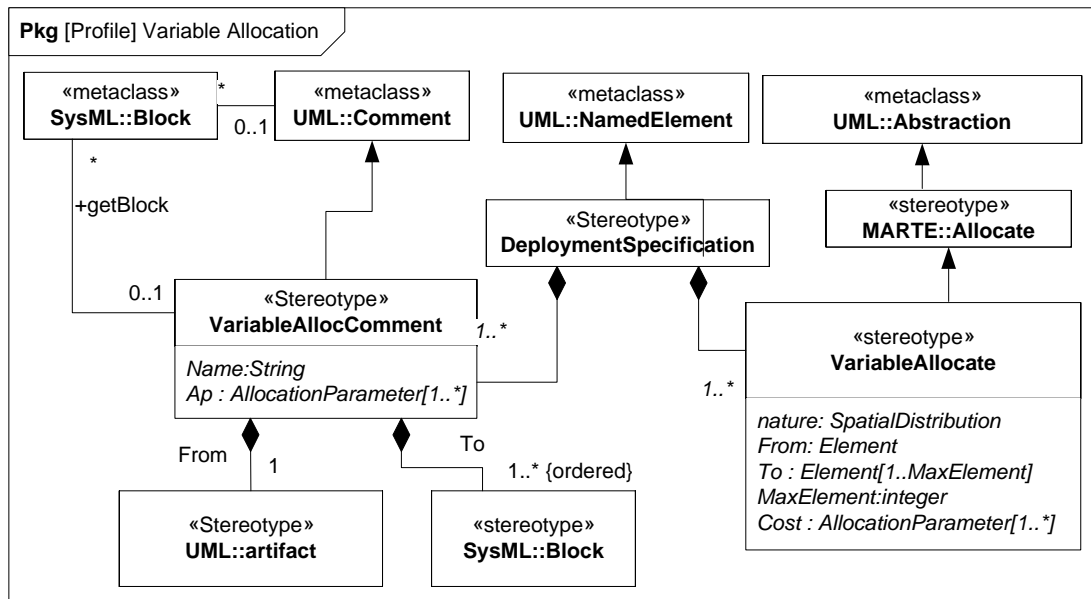 Pkg [Profile] Variable Allocation
«metaclass»
SysML::Block
*
0..1
«metaclass»
UML::Comment
«metaclass»
UML::NamedElement
«metaclass»
UML::Abstraction
*
+getBlock
0..1
«Stereotype»
DeploymentSpecification
«stereotype»
MARTE::Allocate
«Stereotype»
VariableAllocComment
Name:String
Ap : AllocationParameter[1..*]
1..*
1..*
«stereotype»
VariableAllocate
nature: SpatialDistribution
From: Element
To : Element[1..MaxElement]
MaxElement:integer
Cost : AllocationParameter[1..*]
From
1
To
1..* {ordered}
«Stereotype»
UML::artifact
«stereotype»
SysML::Block